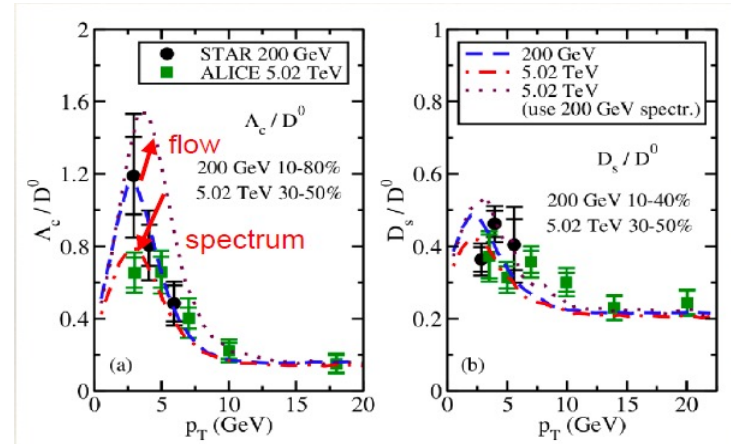 2
1.6
1.2
0.8
0.4
0
Λc / D⁰
STAR 200 GeV
ALICE 5.02 TeV
Λc / D⁰
flow
200 GeV 10-80%
5.02 TeV 30-50%
spectrum
(a)
0 5 10 15 20
pT (GeV)
1
0.8
0.6
0.4
0.2
0
Ds / D⁰
200 GeV
5.02 TeV
5.02 TeV
(use 200 GeV spectr.)
Ds / D⁰
200 GeV 10-40%
5.02 TeV 30-50%
(b)
0 5 10 15 20
pT (GeV)